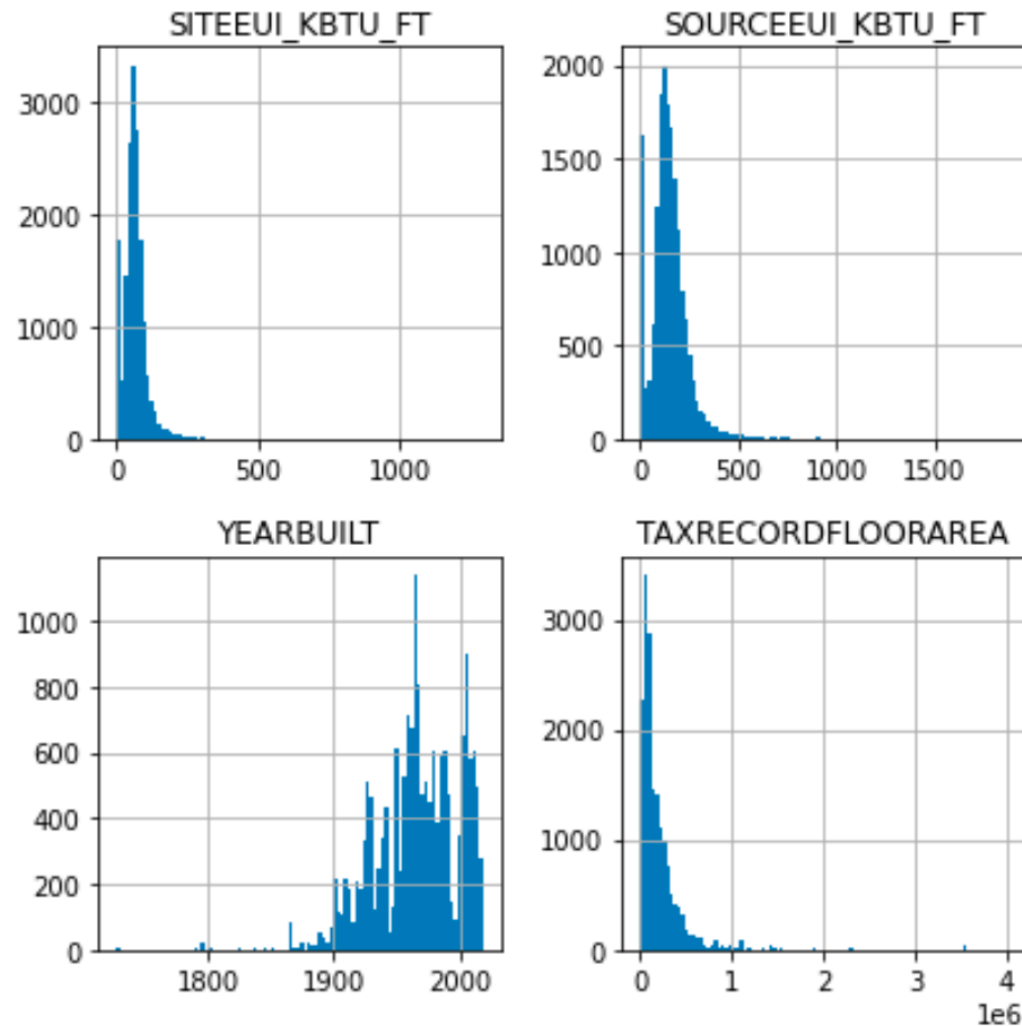 SITEEUI_KBTU_FT
3000
2000
1000
0
0 500 1000
SOURCEEUI_KBTU_FT
2000
1500
1000
500
0
0 500 1000 1500
YEARBUILT
1000
800
600
400
200
0
1800 1900 2000
TAXRECORDFLOORAREA
3000
2000
1000
0
0 1 2 3 4
1e6